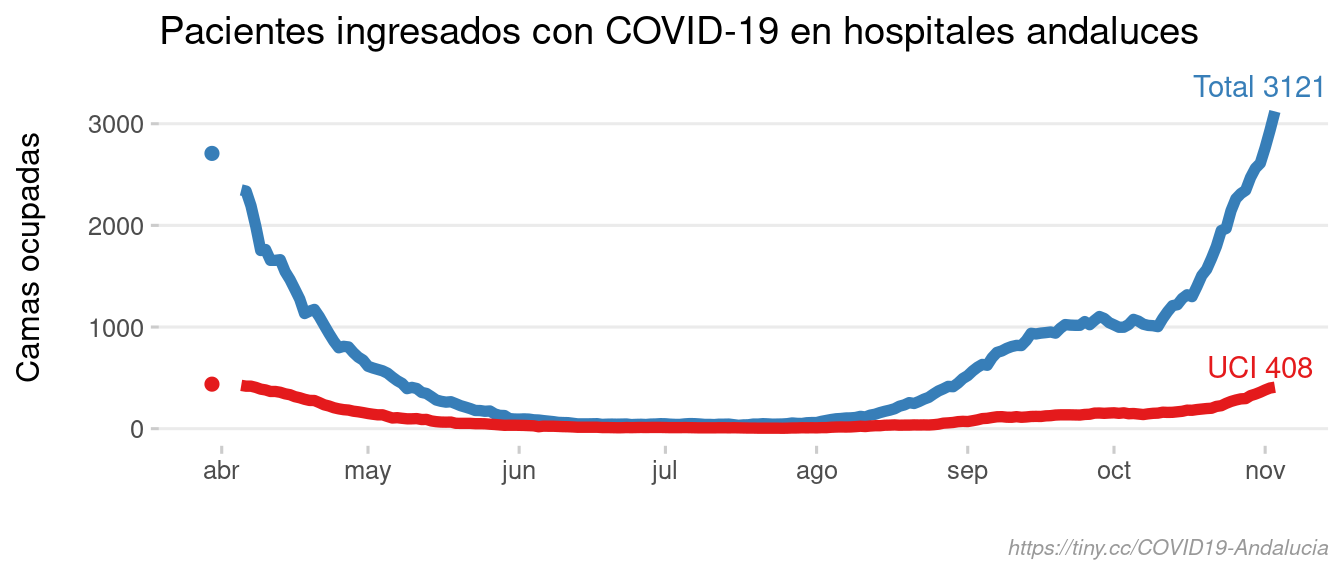 Pacientes ingresados con COVID-19 en hospitales andaluces
Total 3121
Camas ocupadas
3000
2000
1000
UCI 408
0
abr may jun jul ago sep oct nov
https://tiny.cc/COVID19-Andalucia